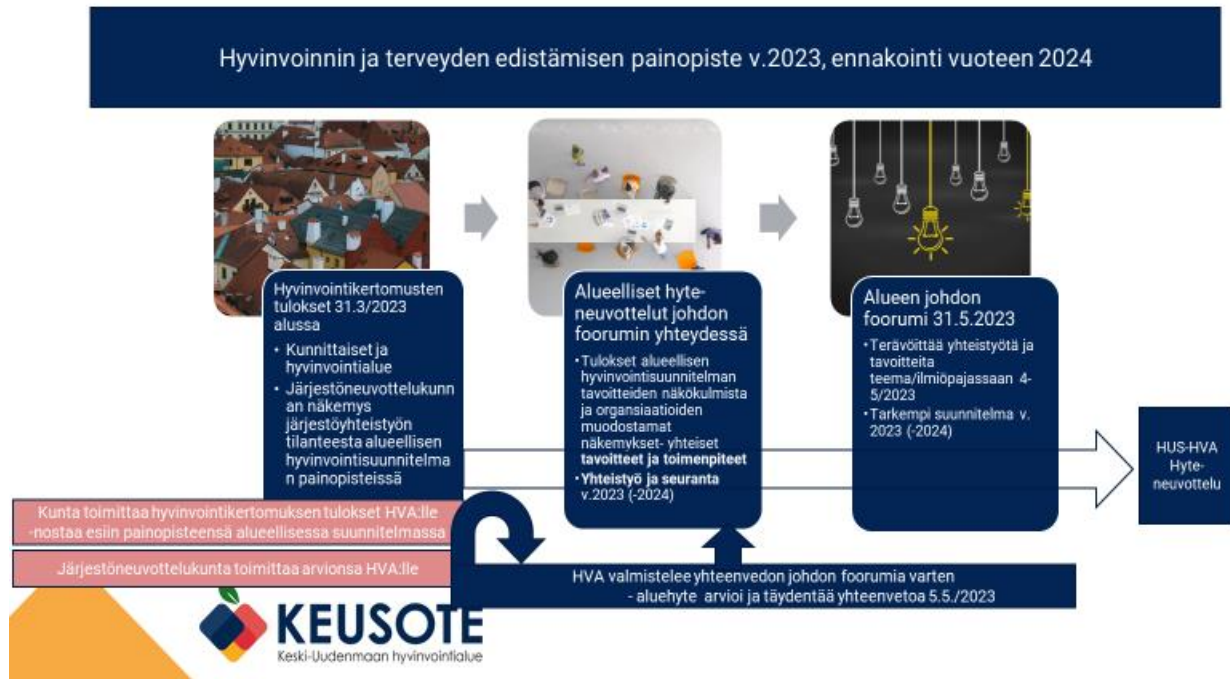 Hyvinvoinnin ja terveyden edistämisen painopiste v.2023, ennakointi vuoteen 2024
Hyvinvointikertomusten
tulokset 31.3/2023
alussa
• Kunnittaiset ja
hyvinvointialue
• Järjestöneuvottelukunn
an näkemys
järjestöyhteistyön
tilanteesta alueellisen
hyvinvointisuunnitelma
n painopisteissä
Alueelliset hyte-
neuvottelut johdon
foorumin yhteydessä
•Tulokset alueellisen
hyvinvointisuunnitelman
tavoitteiden näkökulmista
ja organsiaatioiden
muodostamat
näkemykset- yhteiset
tavoitteet ja toimenpiteet
•Yhteistyö ja seuranta
v.2023 (-2024)
Alueen johdon
foorumi 31.5.2023
•Terävöittää yhteistyötä ja
tavoitteita
teema/ilmiöpajassaan 4-
5/2023
•Tarkempi suunnitelma v.
2023 (-2024)
HUS-HVA
Hyte-
neuvottelu
Kunta toimittaa hyvinvointikertomuksen tulokset HVA:lle
-nostaa esiin painopisteensä alueellisessa suunnitelmassa
Järjestöneuvottelukunta toimittaa arvionsa HVA:lle
HVA valmistelee yhteenvedon johdon foorumia varten
- aluehyte arvioi ja täydentää yhteenvetoa 5.5./2023
KEUSOTE
Keski-Uudenmaan hyvinvointialue